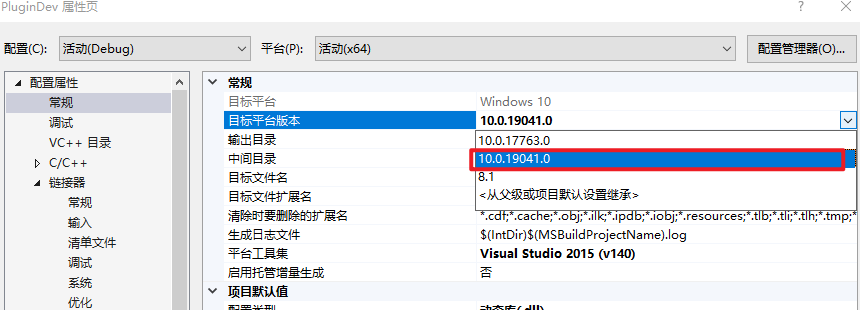 PluginDev 属性页 ? ×
配置(C): 活动(Debug) 平台(P): 活动(x64) 配置管理器(O)...
配置属性
常规
调试
VC++ 目录
C/C++
链接器
常规
输入
清单文件
调试
系统
优化
常规
目标平台 Windows 10
目标平台版本 10.0.19041.0
输出目录 10.0.17763.0
中间目录 10.0.19041.0
目标文件名 8.1
目标文件扩展名 <从父级或项目默认设置继承>
清除时要删除的扩展名 *.cdf;*.cache;*.obj;*.ilk;*.ipdb;*.iobj;*.resources;*.tlb;*.tli;*.tlh;*.tmp;*
生成日志文件 $(IntDir)$(MSBuildProjectName).log
平台工具集 Visual Studio 2015 (v140)
启用托管增量生成 否
项目默认值
配置类型 动态库(.dll)